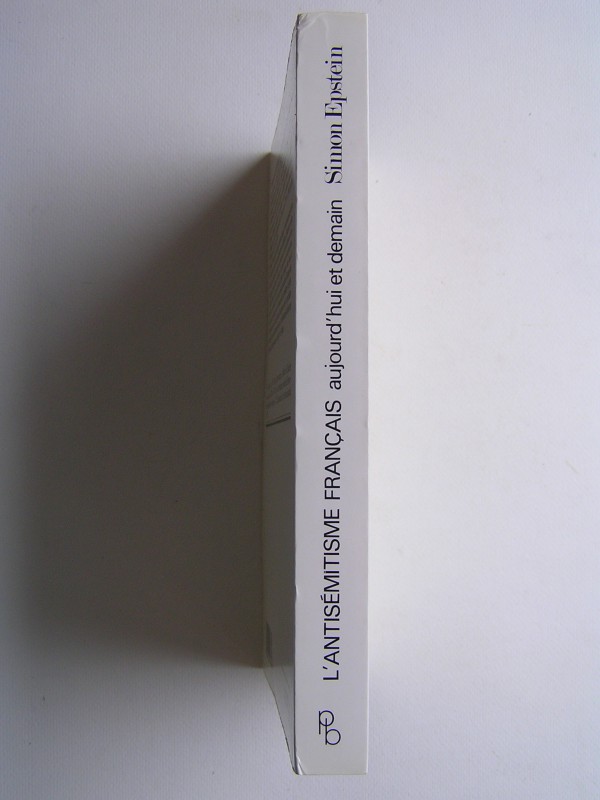 L'ANTISÉMITISME FRANÇAIS aujourd'hui et demain Simon Epstein